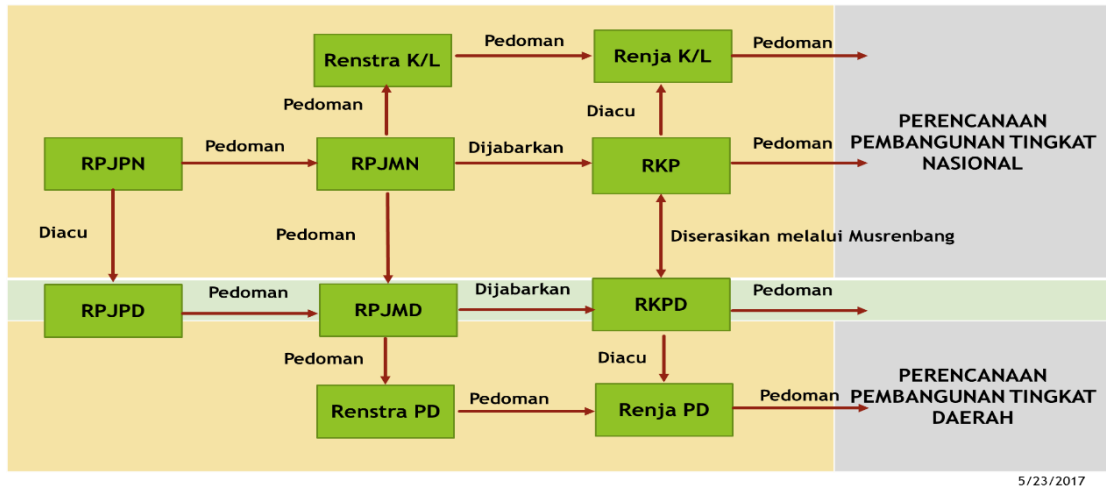 Pedoman
Pedoman
Renstra K/L
Renja K/L
Pedoman
Diacu
PERENCANAAN
PEMBANGUNAN TINGKAT
NASIONAL
Pedoman
Dijabarkan
Pedoman
RPJPN
RPJMN
RKP
Diacu
Pedoman
Diserasikan melalui Musrenbang
Pedoman
Dijabarkan
Pedoman
RPJPD
RPJMD
RKPD
Pedoman
Diacu
PERENCANAAN
PEMBANGUNAN TINGKAT
DAERAH
Pedoman
Pedoman
Renstra PD
Renja PD
5/23/2017